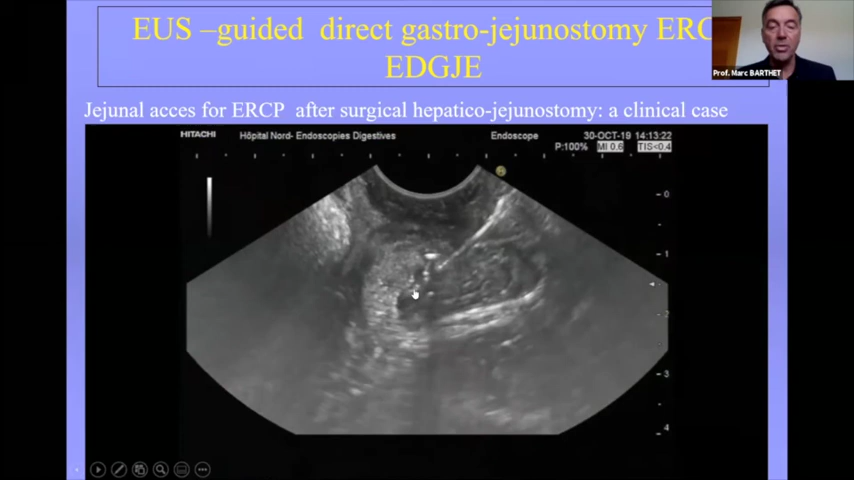 EUS –guided direct gastro-jejunostomy ERC
EDGJE
Prof. Marc BARTHET
Jejunal acces for ERCP after surgical hepatico-jejunostomy: a clinical case
HITACHI Hôpital Nord- Endoscopies Digestives Endoscope 30-OCT-19 14:13:22
P:100% MI 0.6 TIS<0.4
0
1
2
3
4